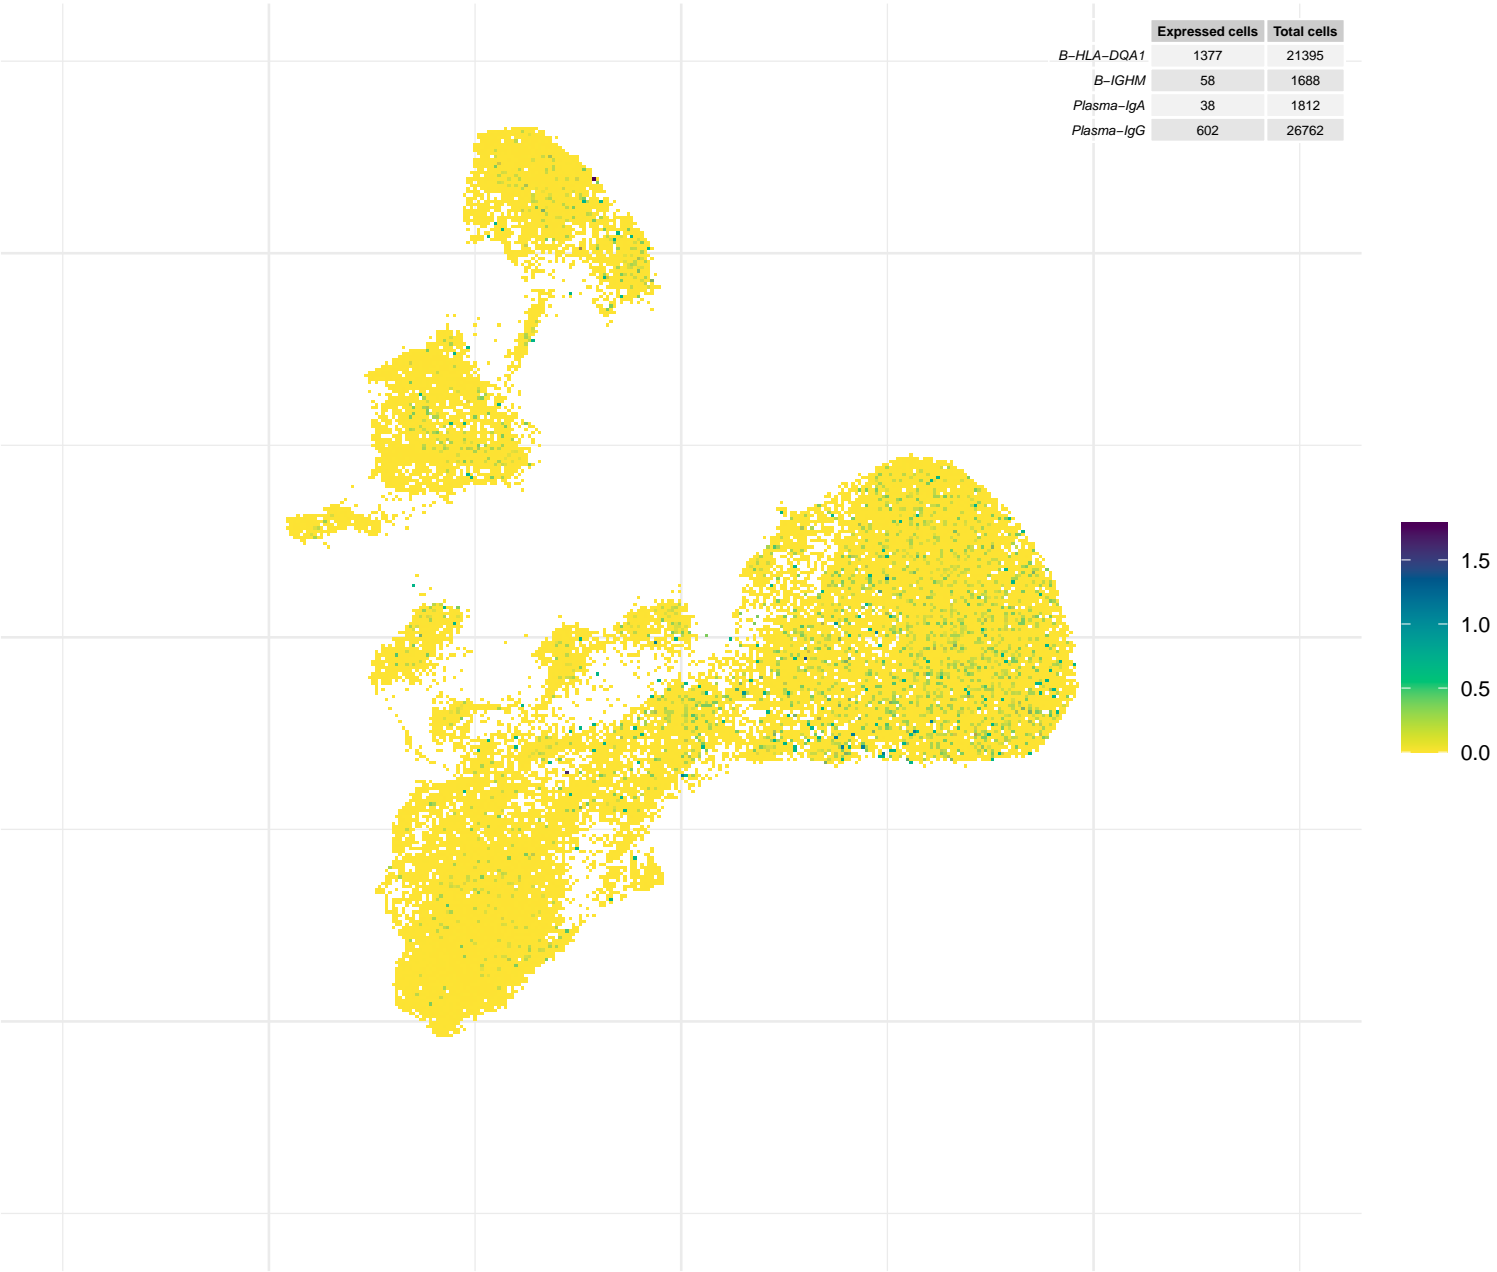 Expressed cells Total cells
B−HLA−DQA1 1377 21395
B−IGHM 58 1688
Plasma−IgA 38 1812
Plasma−IgG 602 26762
1.5
1.0
0.5
0.0